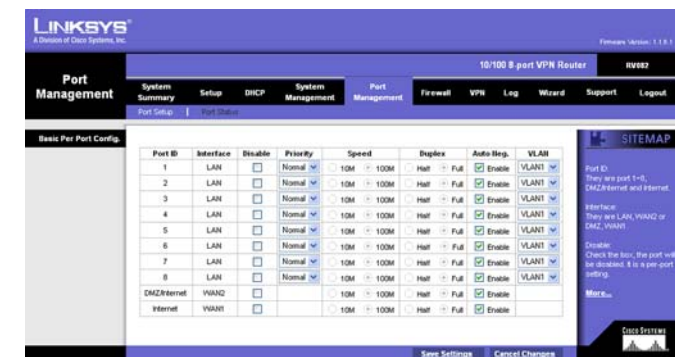 LINKSYS®
A Division of Cisco Systems, Inc.
Firmware Version: 1.1.6.1
10/100 8-port VPN Router RV082
Port Management
System Summary Setup DHCP System Management Port Management Firewall VPN Log Wizard Support Logout
Port Setup | Port Status
Basic Per Port Config.
SITEMAP
Port ID Interface Disable Priority Speed Duplex Auto Neg. VLAN
1 LAN Normal 10M 100M Half Full Enable VLAN1
2 LAN Normal 10M 100M Half Full Enable VLAN1
3 LAN Normal 10M 100M Half Full Enable VLAN1
4 LAN Normal 10M 100M Half Full Enable VLAN1
5 LAN Normal 10M 100M Half Full Enable VLAN1
6 LAN Normal 10M 100M Half Full Enable VLAN1
7 LAN Normal 10M 100M Half Full Enable VLAN1
8 LAN Normal 10M 100M Half Full Enable VLAN1
DMZ/Internet WAN2 10M 100M Half Full Enable
Internet WAN1 10M 100M Half Full Enable
Port ID:
They are port 1~8,
DMZ/Internet and Internet.
Interface:
They are LAN, WAN2 or
DMZ, WAN1.
Disable:
Check the box, the port will
be disabled. It is a per-port
setting.
More...
Save Settings Cancel Changes
CISCO SYSTEMS